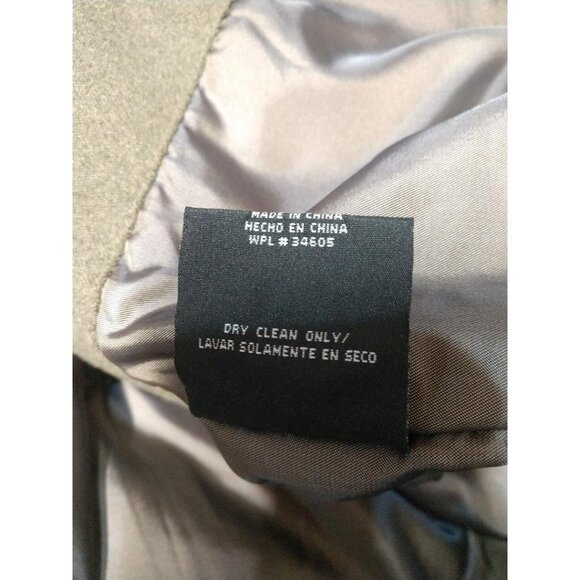 MADE IN CHINA
HECHO EN CHINA
WPL # 34605
DRY CLEAN ONLY/
LAVAR SOLAMENTE EN SECO